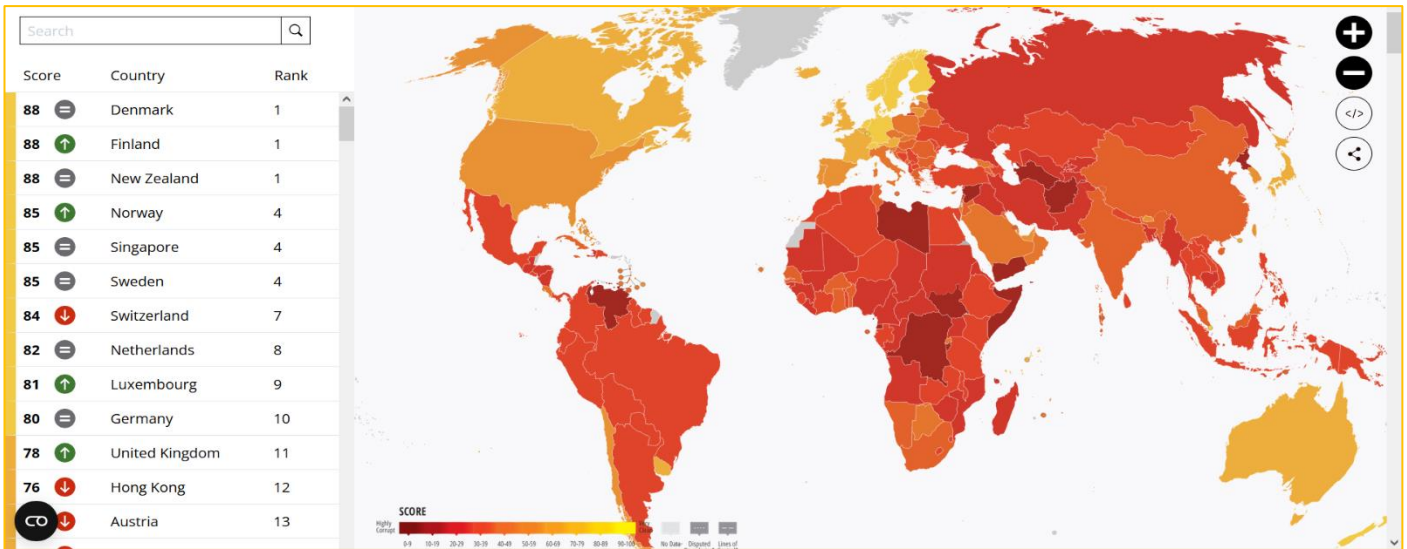 Search
Score Country Rank
88 Denmark 1
88 Finland 1
88 New Zealand 1
85 Norway 4
85 Singapore 4
85 Sweden 4
84 Switzerland 7
82 Netherlands 8
81 Luxembourg 9
80 Germany 10
78 United Kingdom 11
76 Hong Kong 12
Austria 13
SCORE
Highly
Corrupt
0-9 10-19 20-29 30-39 40-49 50-59 60-69 70-79 80-89 90-100 No Data Disputed Lines of